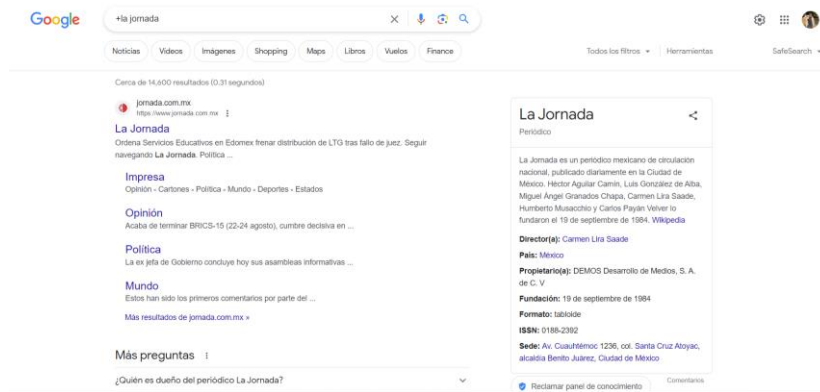 Google
+la jornada
Noticias
Videos
Imágenes
Shopping
Maps
Libros
Vuelos
Finance
Todos los filtros
Herramientas
SafeSearch
Cerca de 14,600 resultados (0.31 segundos)
jornada.com.mx
https://www.jornada.com.mx
La Jornada
Ordena Servicios Educativos en Edomex frenar distribución de LTG tras fallo de juez. Seguir
navegando La Jornada. Política ...
Impresa
Opinión - Cartones - Política - Mundo - Deportes - Estados
Opinión
Acaba de terminar BRICS-15 (22-24 agosto), cumbre decisiva en ...
Política
La ex jefa de Gobierno concluye hoy sus asambleas informativas ...
Mundo
Estos han sido los primeros comentarios por parte del ...
Más resultados de jornada.com.mx »
Más preguntas
¿Quién es dueño del periódico La Jornada?
La Jornada
Periódico
La Jornada es un periódico mexicano de circulación
nacional, publicado diariamente en la Ciudad de
México. Héctor Aguilar Camín, Luis González de Alba,
Miguel Ángel Granados Chapa, Carmen Lira Saade,
Humberto Musacchio y Carlos Payán Velver lo
fundaron el 19 de septiembre de 1984. Wikipedia
Director(a): Carmen Lira Saade
País: México
Propietario(a): DEMOS Desarrollo de Medios, S. A.
de C. V
Fundación: 19 de septiembre de 1984
Formato: tabloide
ISSN: 0188-2392
Sede: Av. Cuauhtémoc 1236, col. Santa Cruz Atoyac,
alcaldía Benito Juárez, Ciudad de México
Reclamar panel de conocimiento
Comentarios